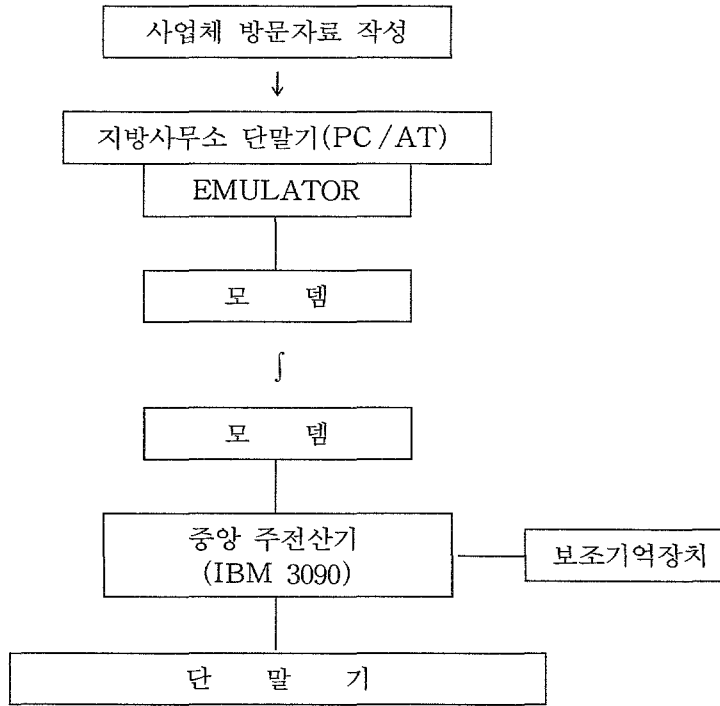 사업체 방문자료 작성
↓
지방사무소 단말기(PC/AT)
EMULATOR
모 뎀
∫
모 뎀
중앙 주전산기
(IBM 3090)
보조기억장치
단 말 기